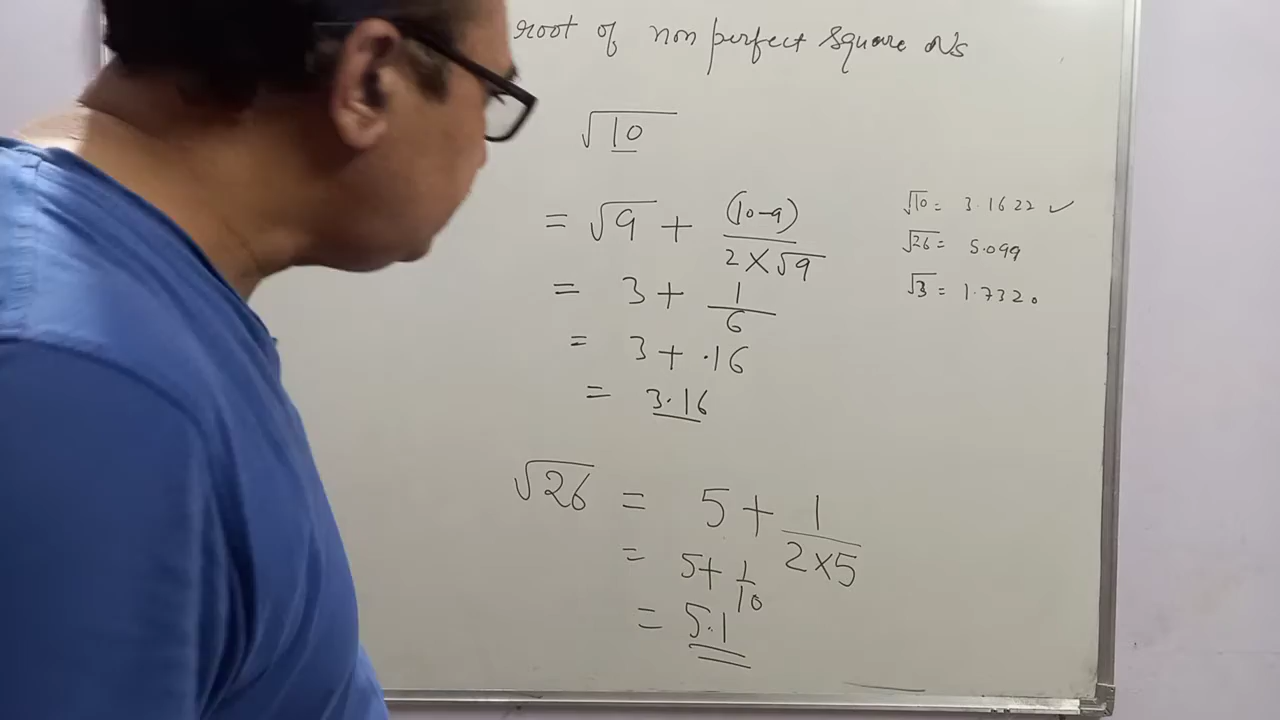 root of non perfect square Ns
√10
= √9 + (10-9)/2×√9
= 3 + 1/6
= 3 + .16
= 3.16
√10 = 3.1622 ✓
√26 = 5.099
√3 = 1.7320
√26 = 5 + 1/2×5
= 5 + 1/10
= 5.1